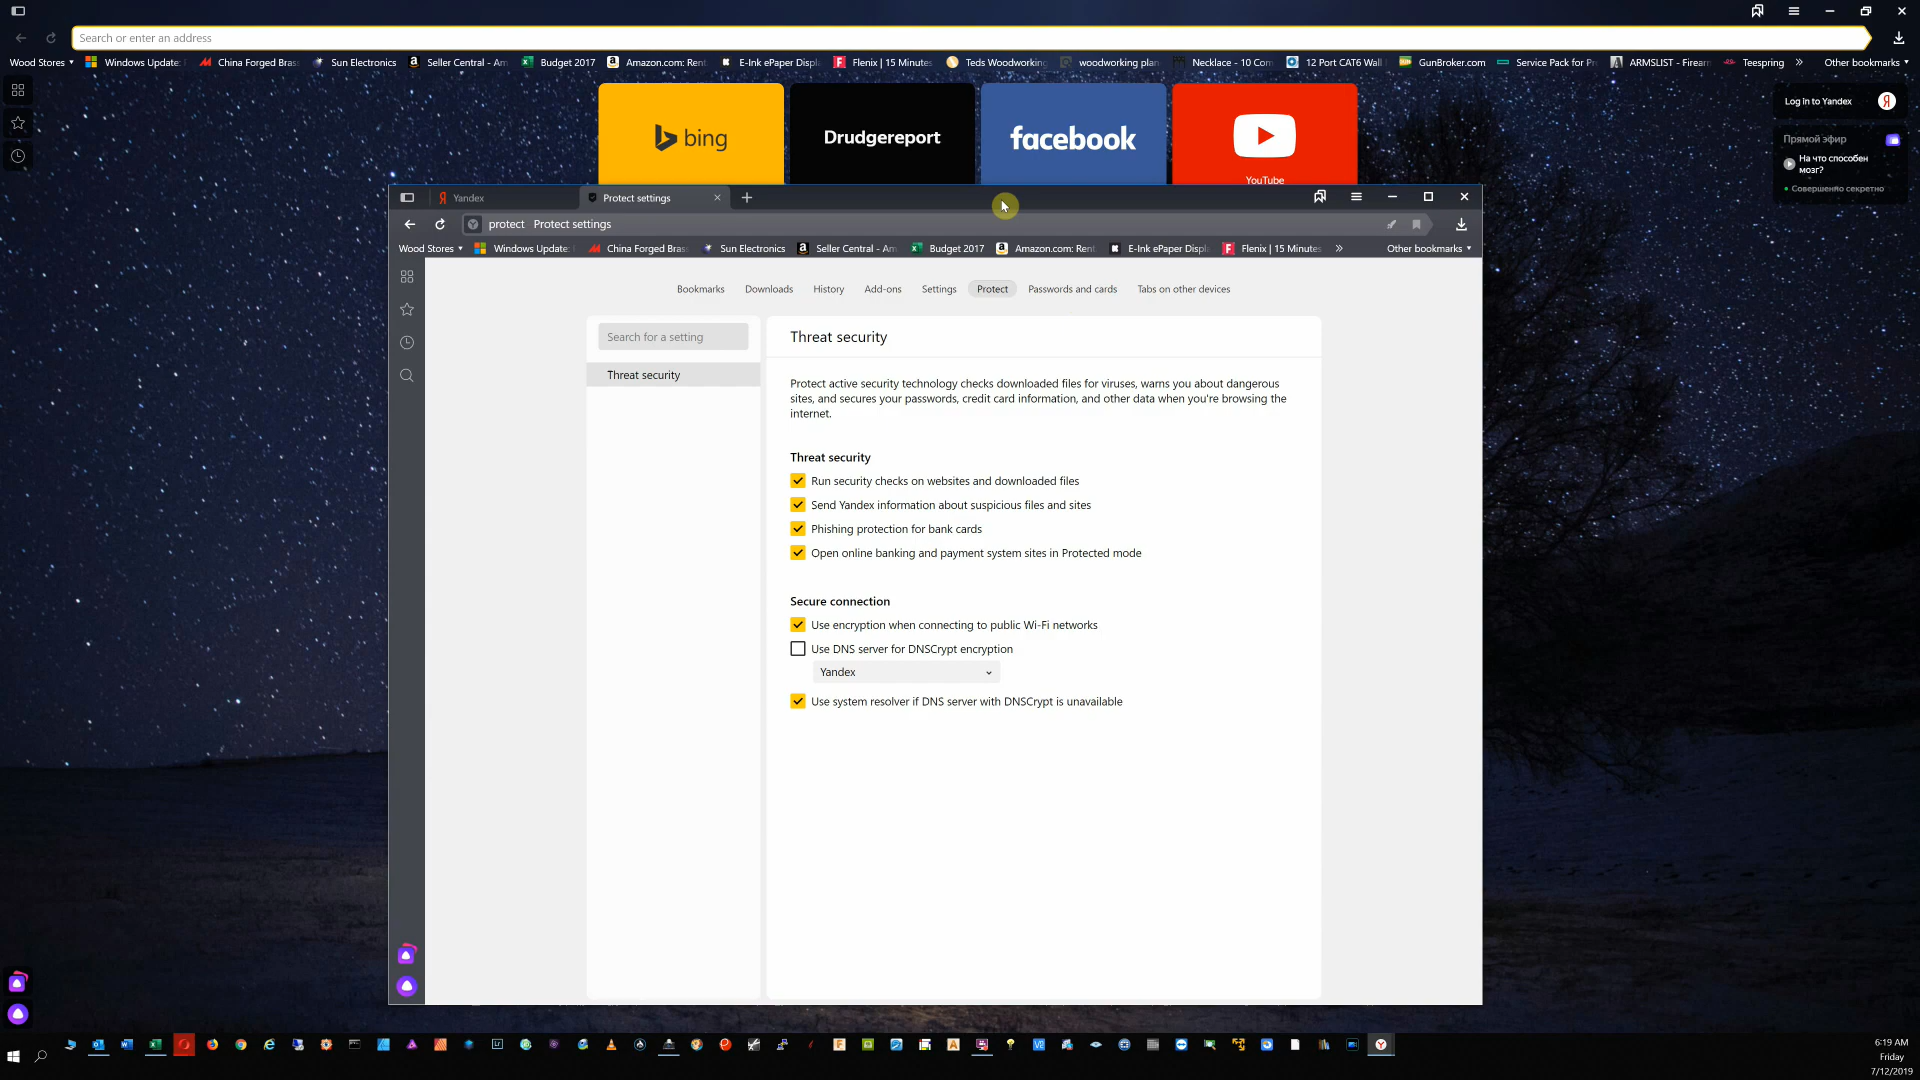 Search or enter an address
Wood Stores
Windows Update:
China Forged Bras
Sun Electronics
Seller Central - Am
Budget 2017
Amazon.com: Rent
E-Ink ePaper Displ
Flenix | 15 Minutes
Teds Woodworking
woodworking plan
Necklace - 10 Com
12 Port CAT6 Wall
GunBroker.com
Service Pack for Pr
ARMSLIST - Firear
Teespring
Other bookmarks
bing
Drudgereport
facebook
YouTube
Log in to Yandex
Я
Прямой эфир
На что способен
мозг?
Совершенно секретно
Я Yandex
Protect settings
protect Protect settings
Wood Stores
Windows Update:
China Forged Bras
Sun Electronics
Seller Central - Am
Budget 2017
Amazon.com: Rent
E-Ink ePaper Displ
Flenix | 15 Minutes
Other bookmarks
Bookmarks
Downloads
History
Add-ons
Settings
Protect
Passwords and cards
Tabs on other devices
Search for a setting
Threat security
Threat security
Protect active security technology checks downloaded files for viruses, warns you about dangerous
sites, and secures your passwords, credit card information, and other data when you're browsing the
internet.
Threat security
Run security checks on websites and downloaded files
Send Yandex information about suspicious files and sites
Phishing protection for bank cards
Open online banking and payment system sites in Protected mode
Secure connection
Use encryption when connecting to public Wi-Fi networks
Use DNS server for DNSCrypt encryption
Yandex
Use system resolver if DNS server with DNSCrypt is unavailable
6:19 AM
Friday
7/12/2019